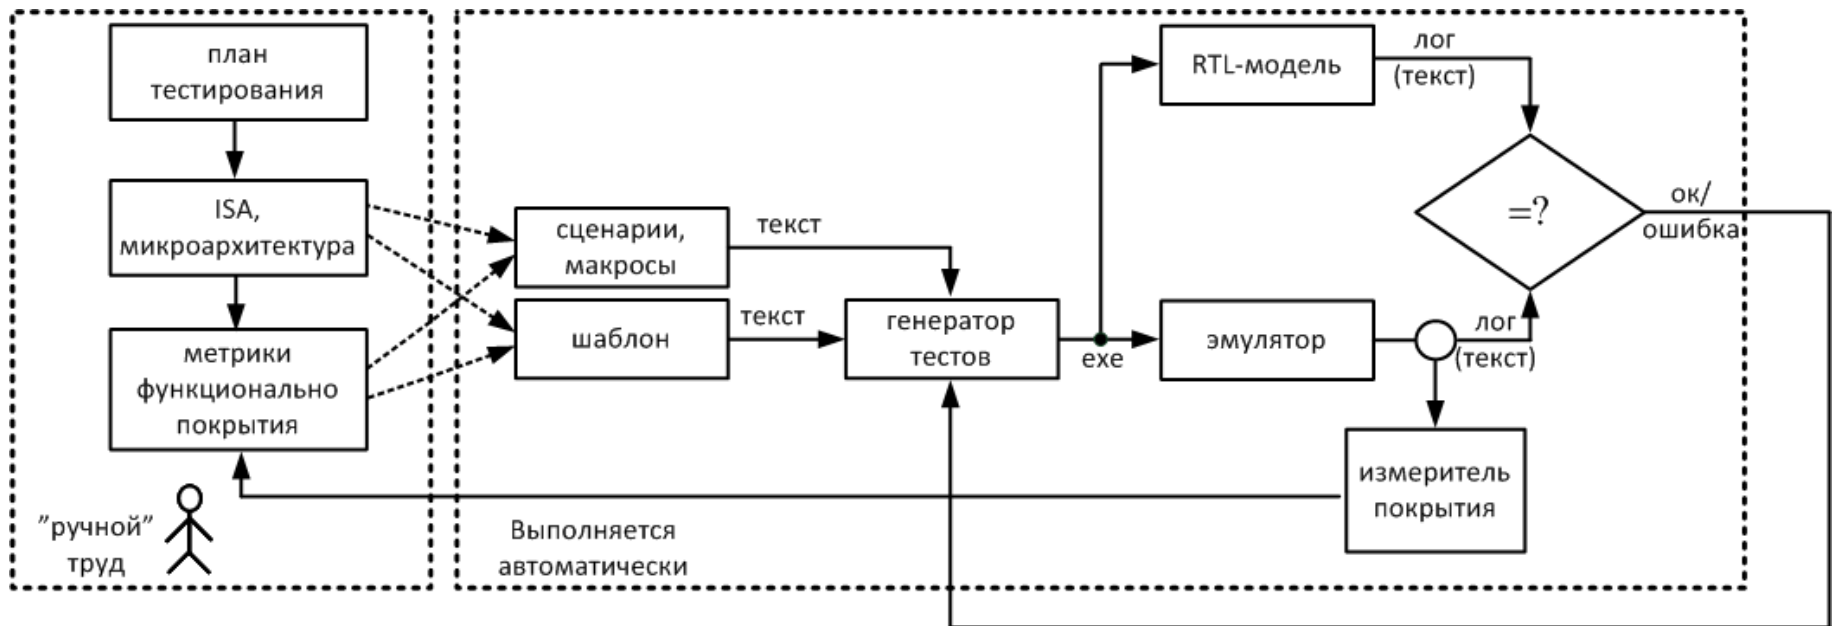 план
тестирования
ISA,
микроархитектура
метрики
функционально
покрытия
"ручной"
труд
сценарии,
макросы
текст
шаблон
текст
генератор
тестов
exe
RTL-модель
лог
(текст)
=?
ок/
ошибка
эмулятор
лог
(текст)
измеритель
покрытия
Выполняется
автоматически